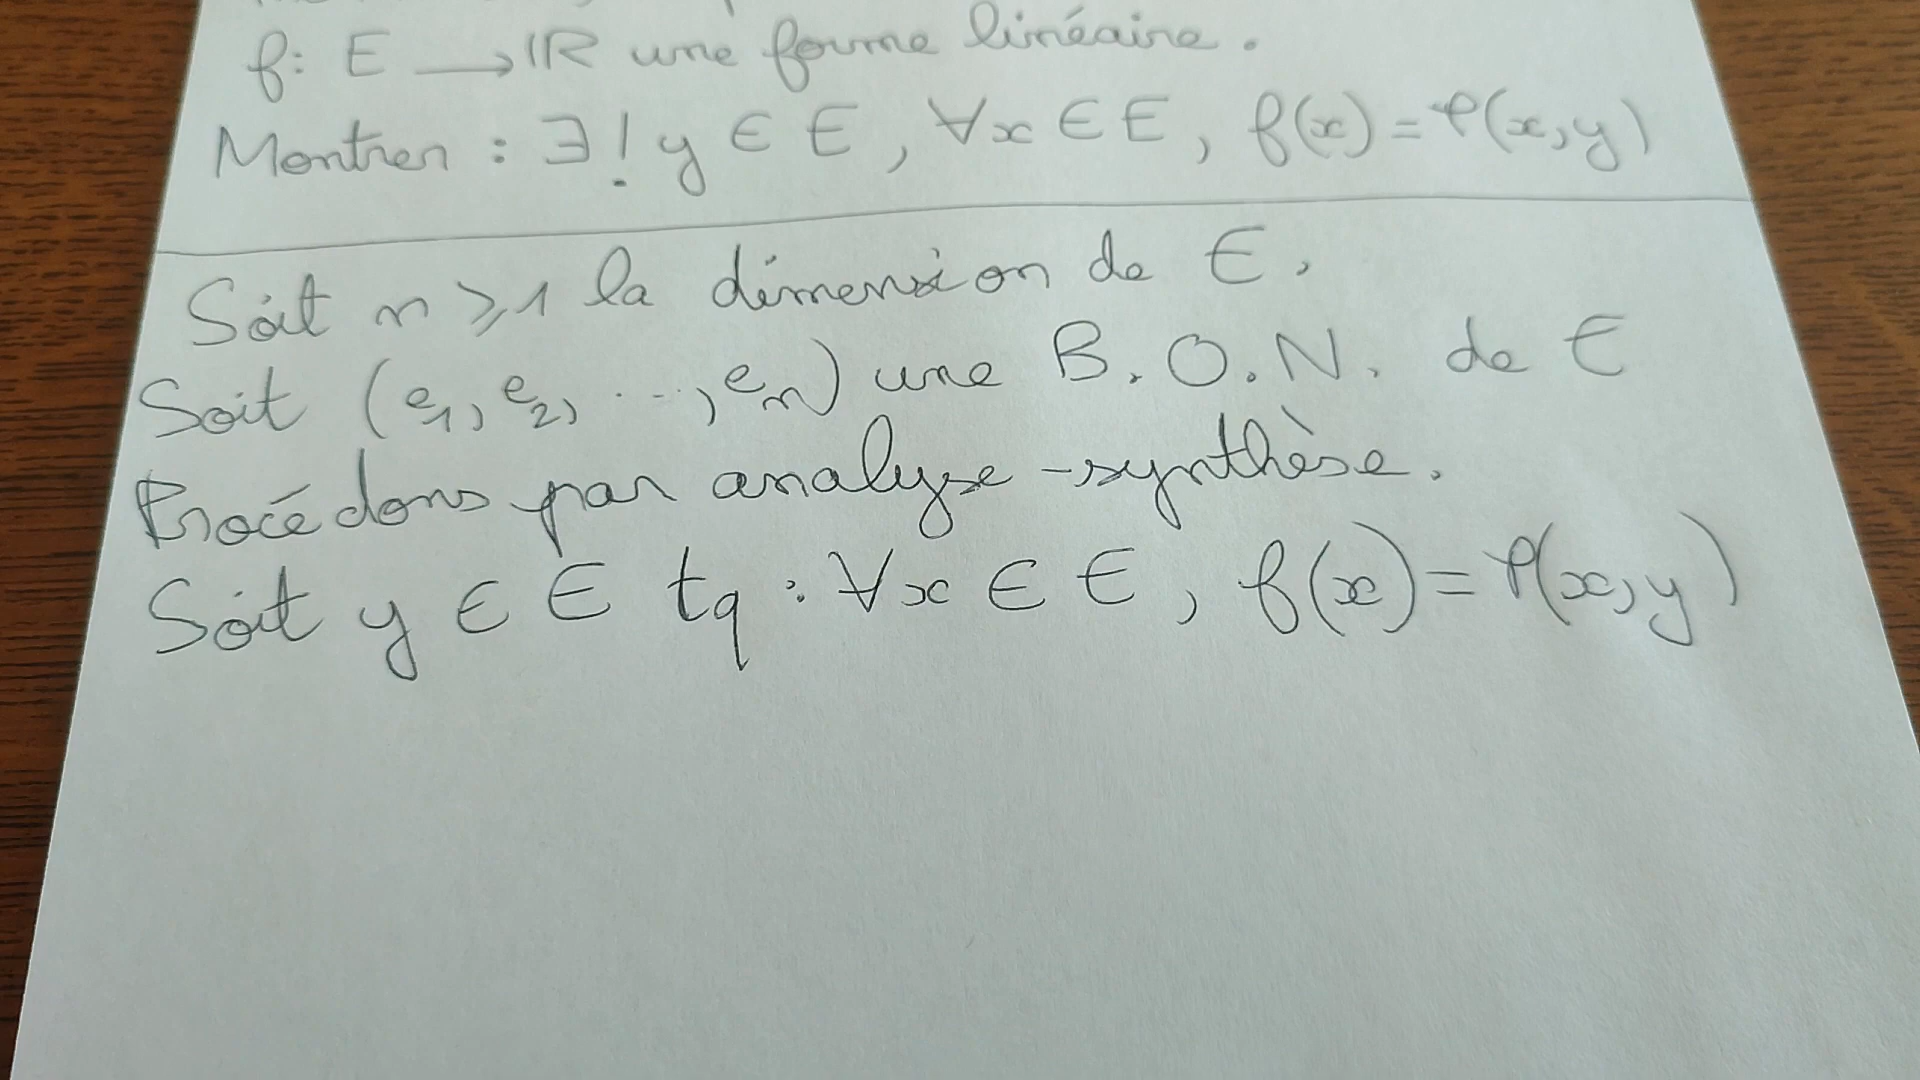 f: E → ℝ une forme linéaire.
Montrer : ∃! y ∈ E, ∀x ∈ E, f(x) = φ(x,y)
Soit n ⩾ 1 la dimension de E.
Soit (e₁, e₂, ..., eₙ) une B.O.N. de E
Procédons par analyse-synthèse.
Soit y ∈ E tq : ∀x ∈ E, f(x) = φ(x,y)